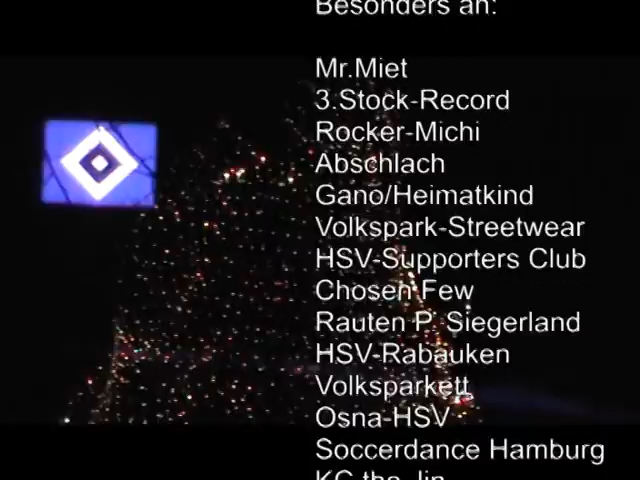 Besonders an:
Mr.Miet
3.Stock-Record
Rocker-Michi
Abschlach
Gano/Heimatkind
Volkspark-Streetwear
HSV-Supporters Club
Chosen Few
Rauten P. Siegerland
HSV-Rabauken
Volksparkett
Osna-HSV
Soccerdance Hamburg